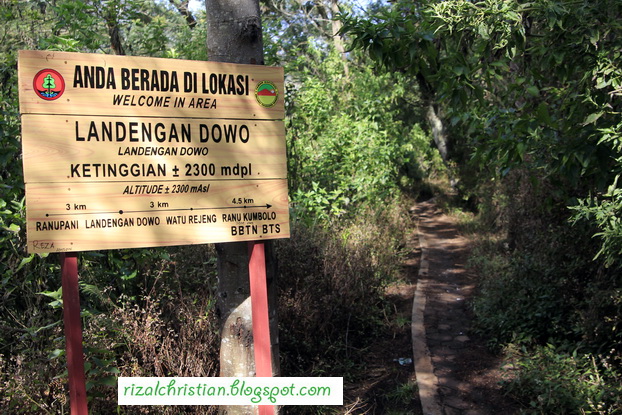 ANDA BERADA DI LOKASI
WELCOME IN AREA
LANDENGAN DOWO
LANDENGAN DOWO
KETINGGIAN ± 2300 mdpl
ALTITUDE ± 2300 mAsl
3 km 3 km 4.5 km
RANUPANI LANDENGAN DOWO WATU REJENG RANU KUMBOLO
BBTN BTS
REZA
rizalchristian.blogspot.com